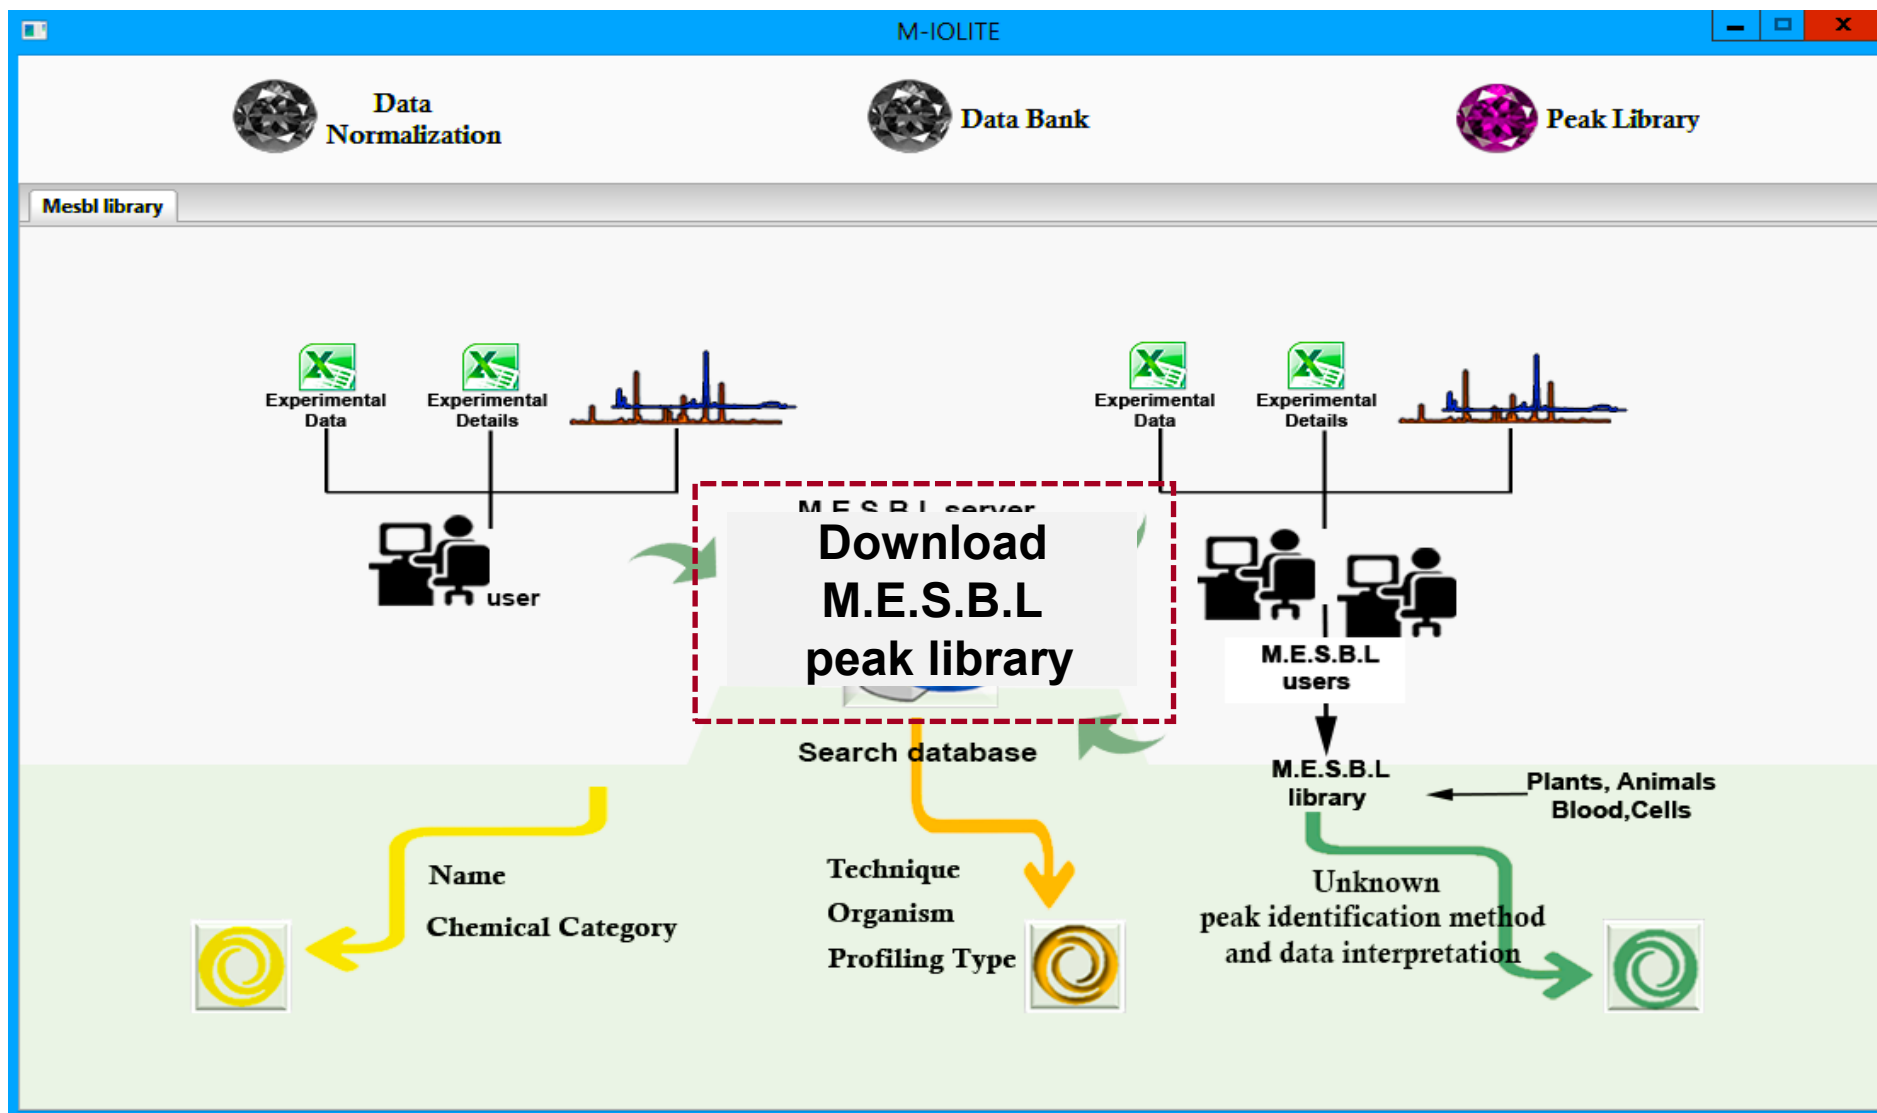 M-IOLITE
Data
Normalization
Data Bank
Peak Library
Mesbl library
Experimental
Data
Experimental
Details
Experimental
Data
Experimental
Details
user
M.E.S.B.L server
Download
M.E.S.B.L
peak library
M.E.S.B.L
users
Search database
M.E.S.B.L
library
Plants, Animals
Blood,Cells
Name
Chemical Category
Technique
Organism
Profiling Type
Unknown
peak identification method
and data interpretation